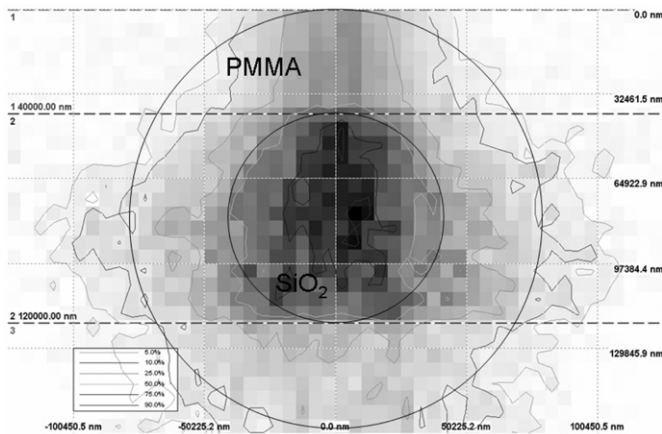 1
0.0 nm
PMMA
32461.5 nm
1 40000.00 nm
2
64922.9 nm
97384.4 nm
SiO2
2 120000.00 nm
3
129845.9 nm
5.0%
10.0%
25.0%
50.0%
75.0%
90.0%
-100450.5 nm -50225.2 nm 0.0 nm 50225.2 nm 100450.5 nm